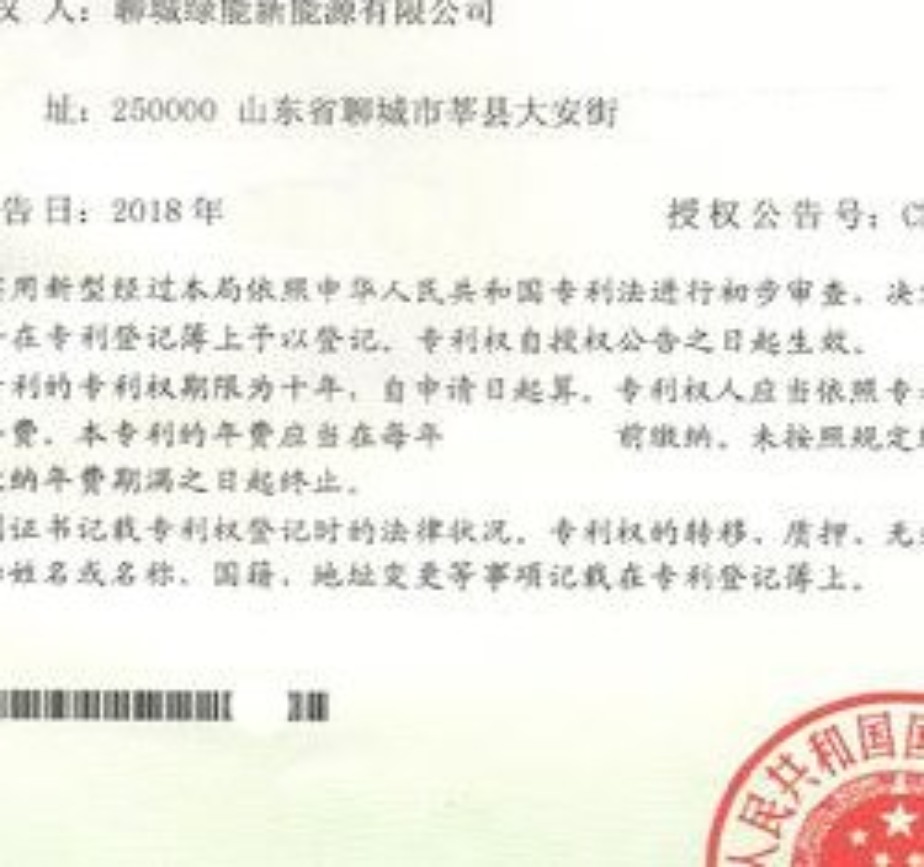 权 人：聊城绿能新能源有限公司
址：250000 山东省聊城市莘县大安街
告 日：2018 年
授 权 公 告 号：C
用新型经过本局依照中华人民共和国专利法进行初步审查，决
在专利登记簿上予以登记。专利权自授权公告之日起生效。
利的专利权期限为十年，自申请日起算。专利权人应当依照专
费。本专利的年费应当在每年 前缴纳。未按照规定
纳年费期满之日起终止。
证书记载专利权登记时的法律状况。专利权的转移、质押、无
姓名或名称、国籍、地址变更等事项记载在专利登记簿上。
人民共和国国